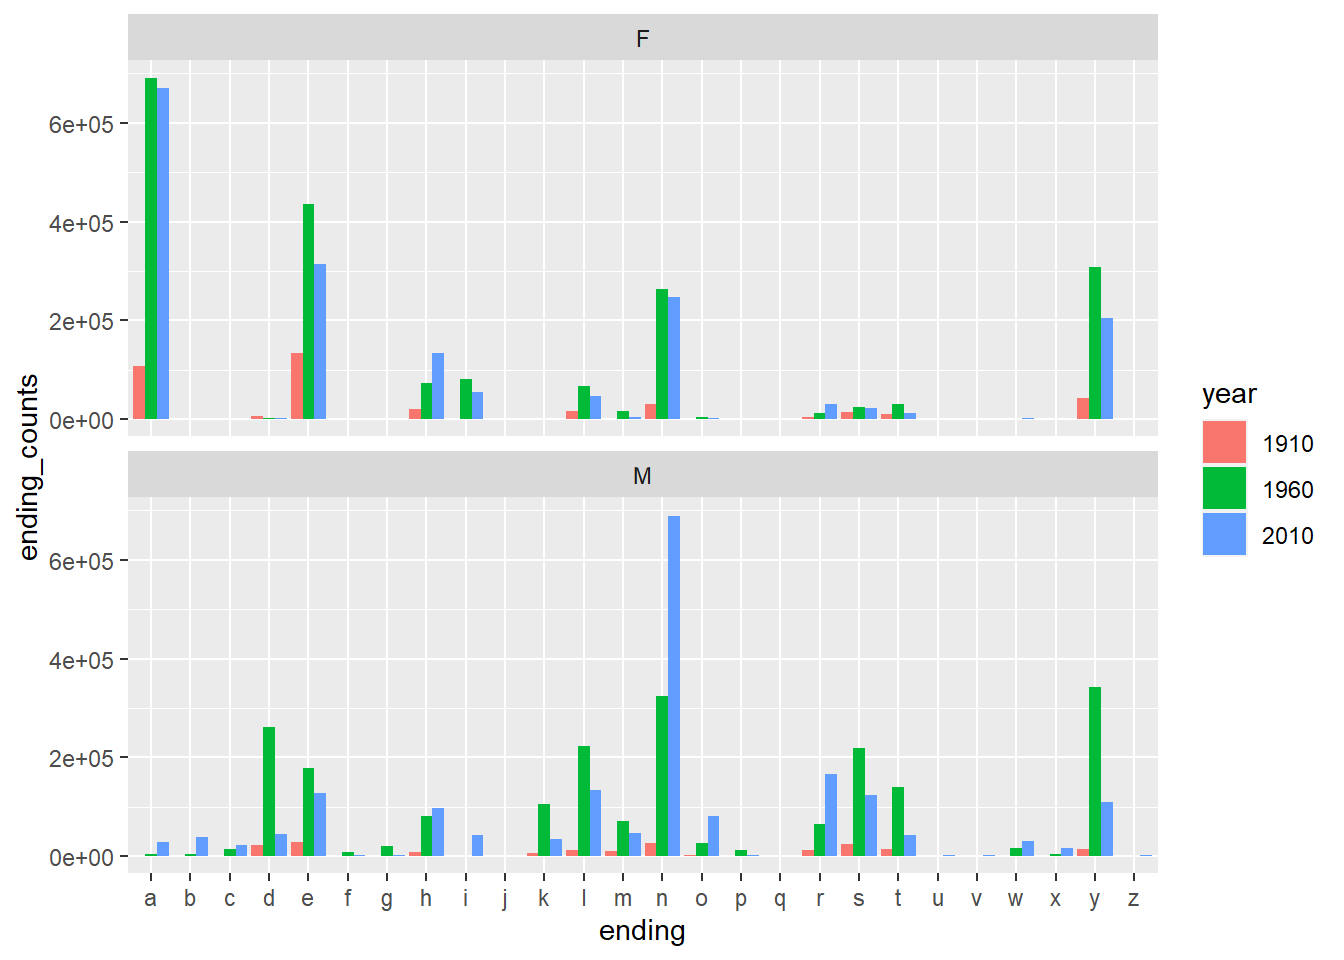 F
6e+05
4e+05
2e+05
0e+00
M
6e+05
4e+05
2e+05
0e+00
a b c d e f g h i j k l m n o p q r s t u v w x y z
ending
ending_counts
year
1910
1960
2010